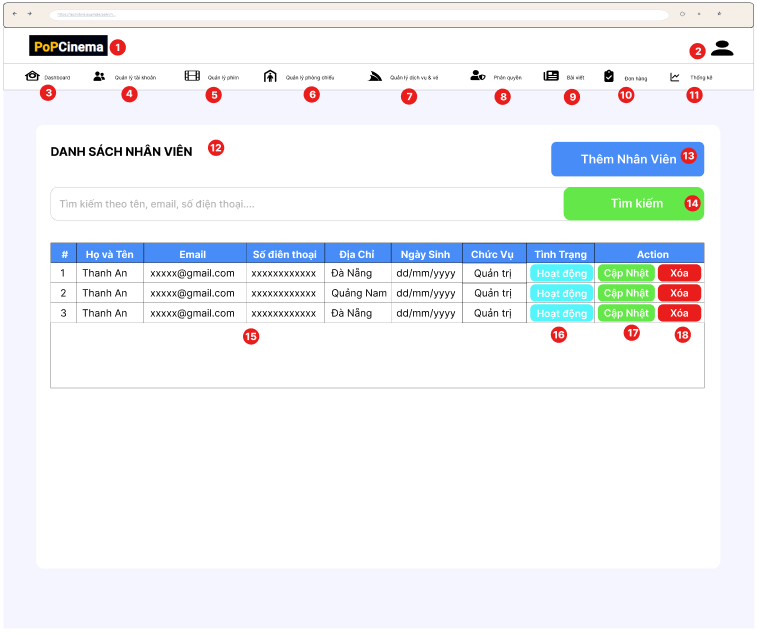 PoPCinema 1
2
Dashboard Quản lý tài khoản Quản lý phim Quản lý phòng chiếu Quản lý dịch vụ & vé Phân quyền Bài viết Đơn hàng Thống kê
3 4 5 6 7 8 9 10 11
DANH SÁCH NHÂN VIÊN 12
Thêm Nhân Viên 13
Tìm kiếm theo tên, email, số điện thoại....
Tìm kiếm 14
# Họ và Tên Email Số điên thoại Địa Chỉ Ngày Sinh Chức Vụ Tình Trạng Action
1 Thanh An xxxxx@gmail.com xxxxxxxxxxxx Đà Nẵng dd/mm/yyyy Quản trị Hoạt động Cập Nhật Xóa
2 Thanh An xxxxx@gmail.com xxxxxxxxxxxx Quảng Nam dd/mm/yyyy Quản trị Hoạt động Cập Nhật Xóa
3 Thanh An xxxxx@gmail.com xxxxxxxxxxxx Đà Nẵng dd/mm/yyyy Quản trị Hoạt động Cập Nhật Xóa
15 16 17 18